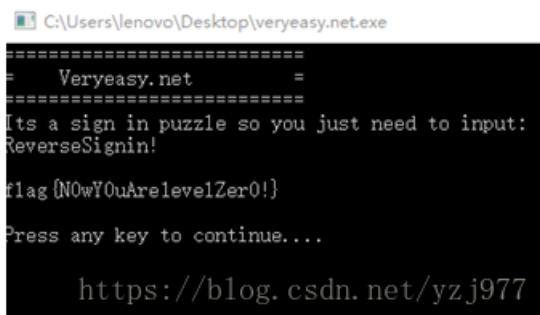 C:\Users\lenovo\Desktop\veryeasy.net.exe
============================
=    Veryeasy.net          =
============================
Its a sign in puzzle so you just need to input:
ReverseSignin!
flag{N0wY0uAre1eve1Zer0!}
Press any key to continue....
https://blog.csdn.net/yzj977